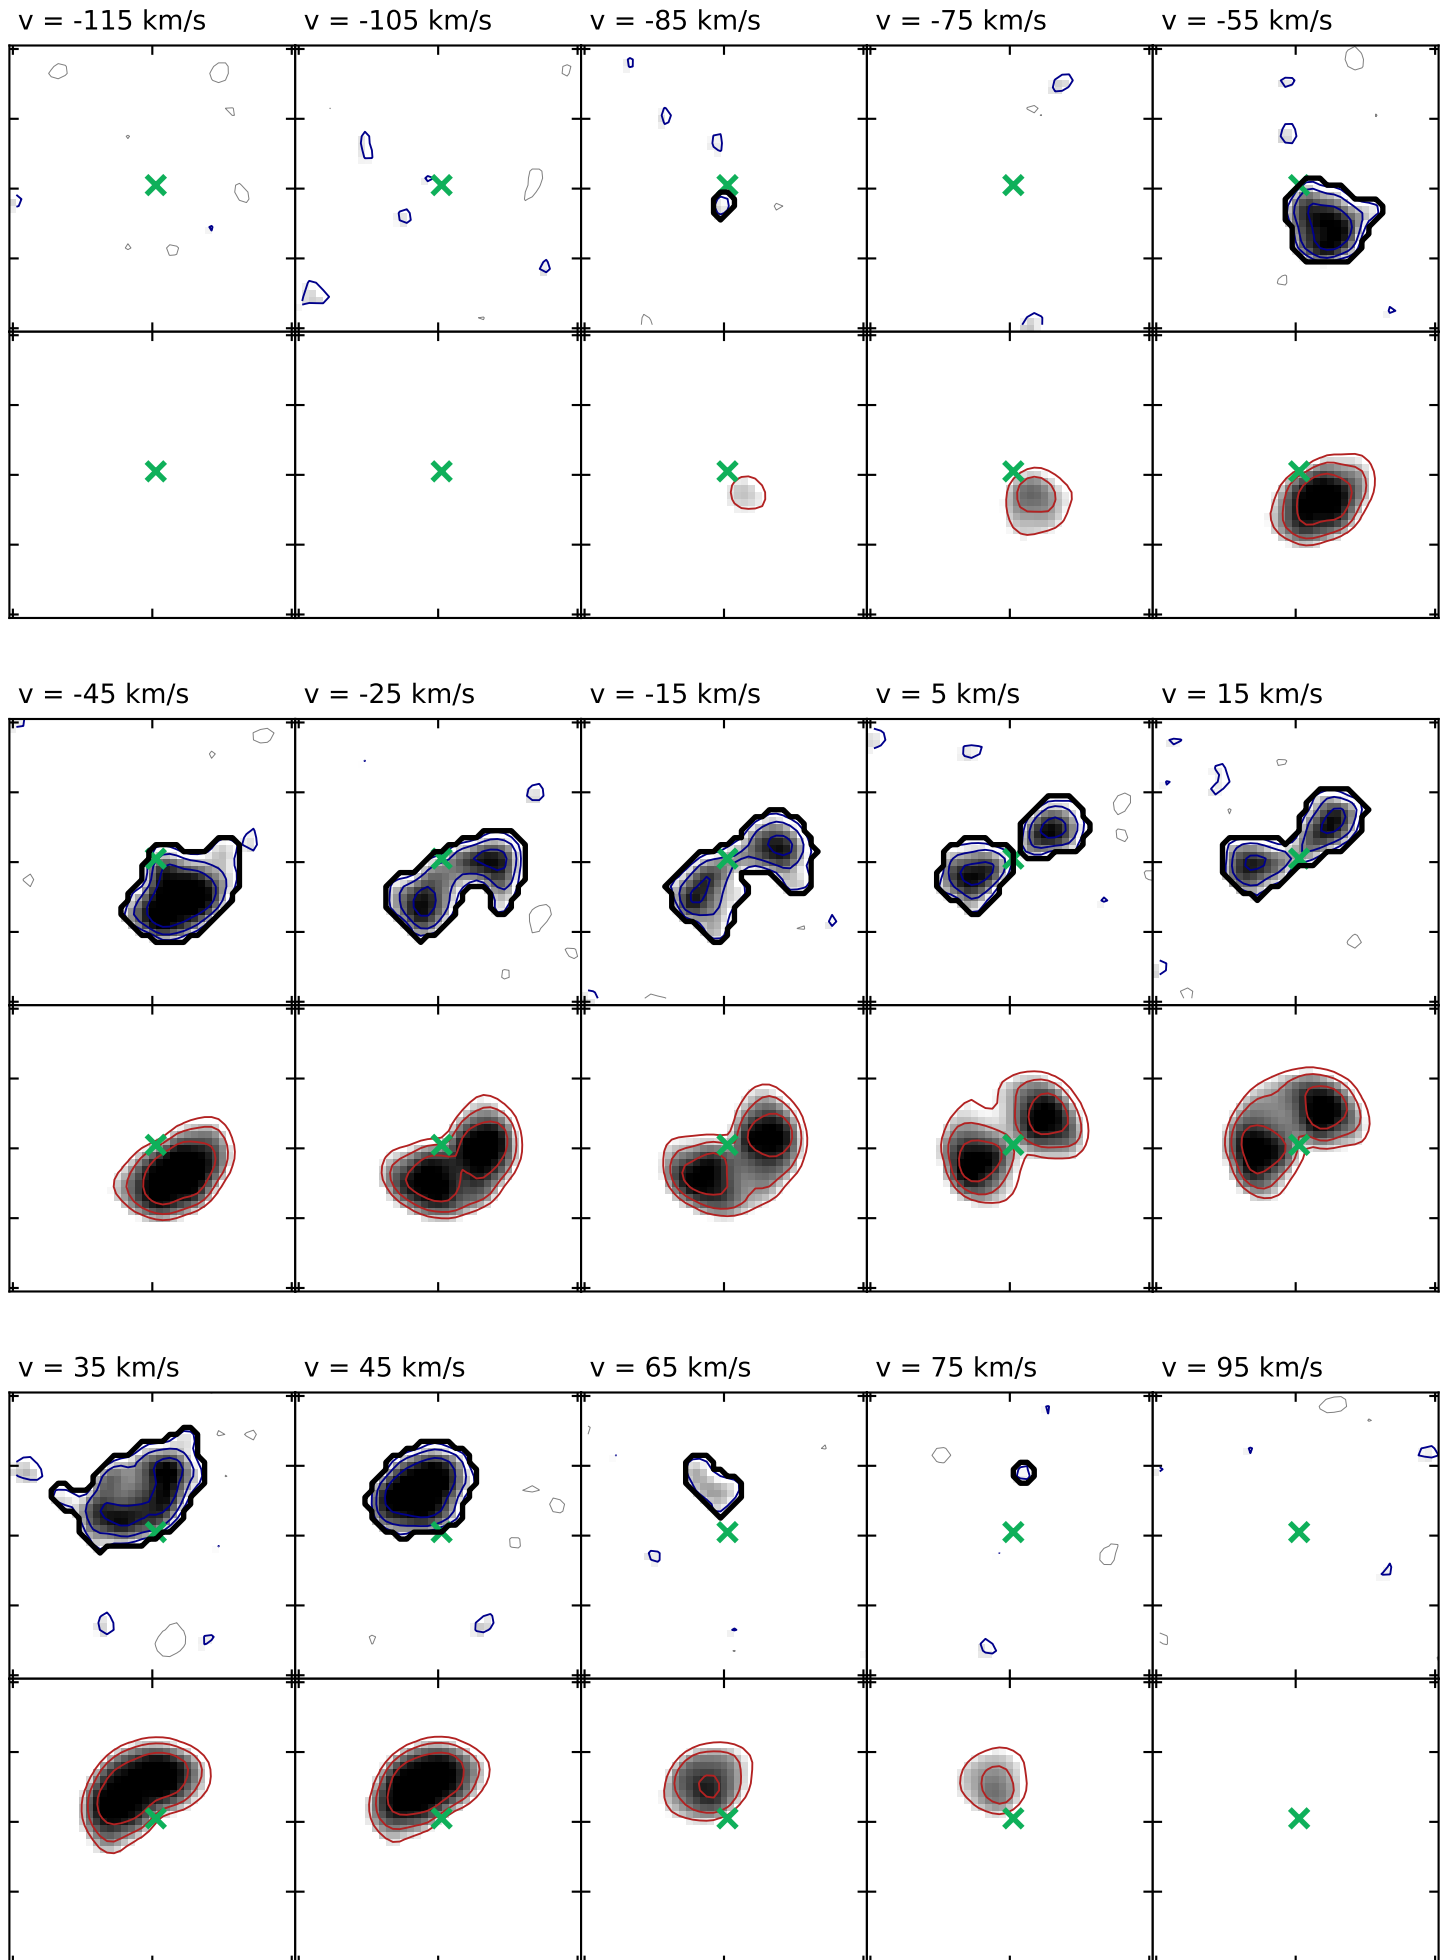 v = -115 km/s v = -105 km/s v = -85 km/s v = -75 km/s v = -55 km/s
v = -45 km/s v = -25 km/s v = -15 km/s v = 5 km/s v = 15 km/s
v = 35 km/s v = 45 km/s v = 65 km/s v = 75 km/s v = 95 km/s